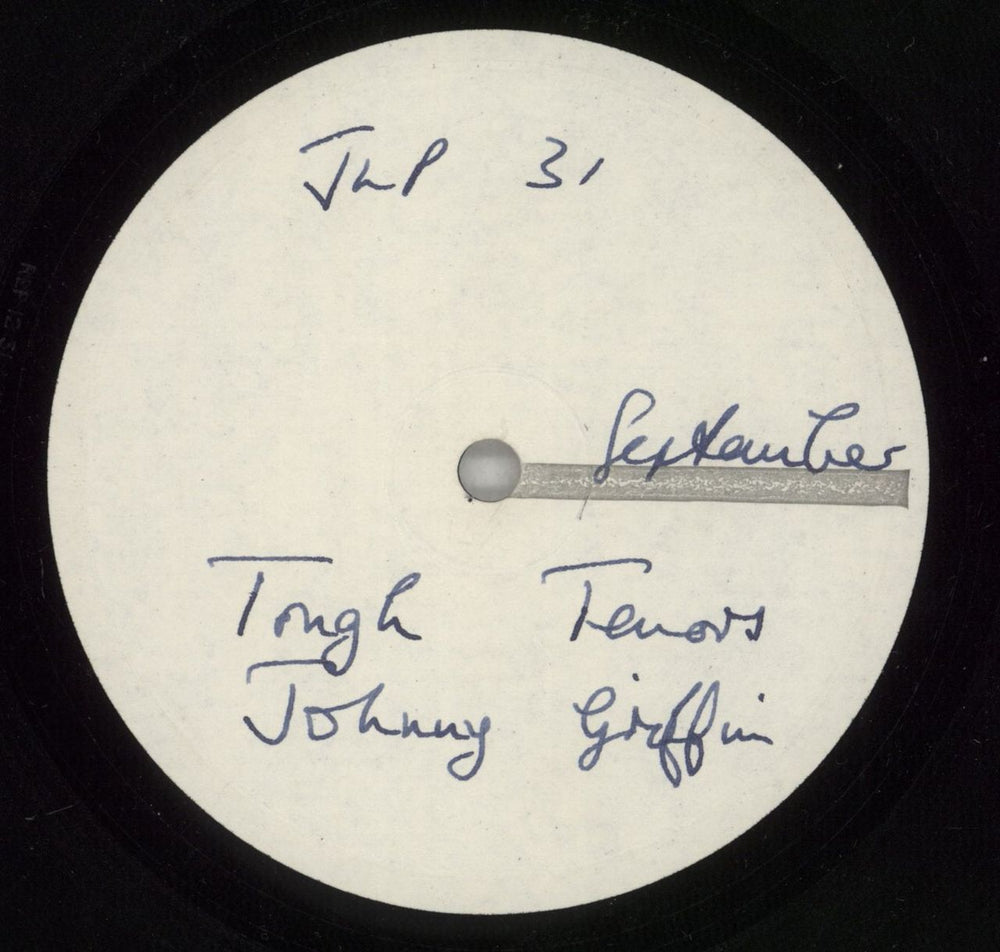 JLP 31
September
Tough Tenors
Johnny Griffin